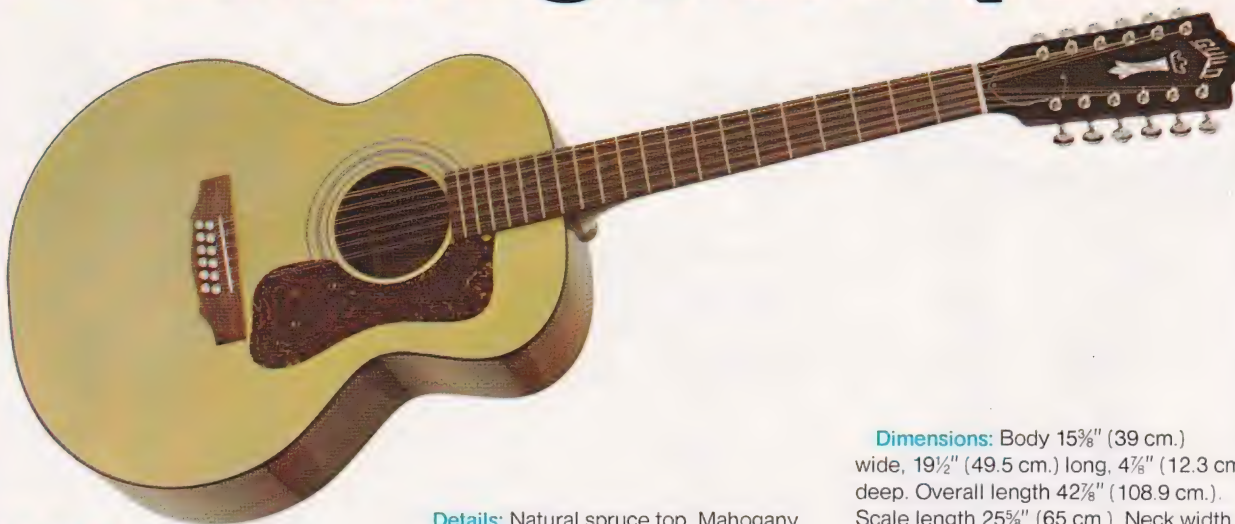 GUILD
Details: Natural spruce top. Mahogany
Dimensions: Body 15⅜" (39 cm.)
wide, 19½" (49.5 cm.) long, 4⅞" (12.3 cm
deep. Overall length 42⅞" (108.9 cm.).
Scale length 25⅝" (65 cm.). Neck width